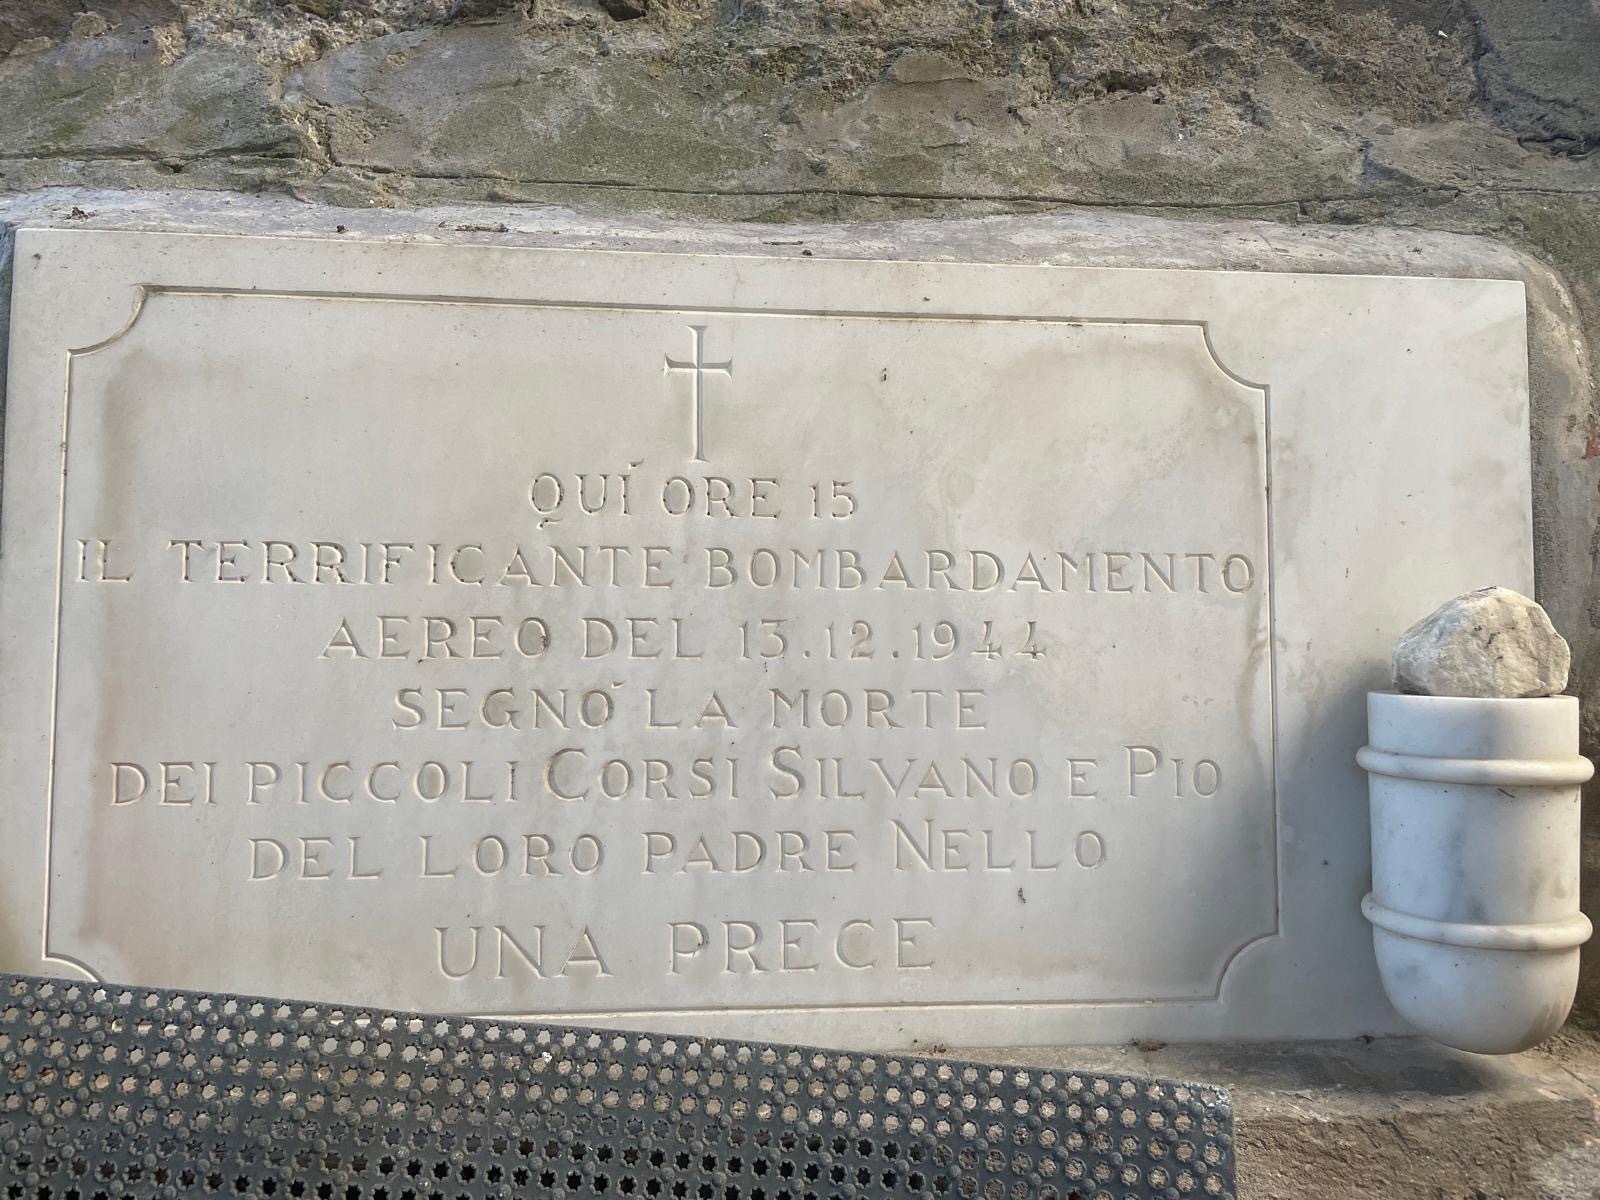 QUÍ ORE 15
IL TERRIFICANTE BOMBARDAMENTO
AEREO DEL 13.12.1944
SEGNÒ LA MORTE
DEI PICCOLI CORSI SILVANO E PIO
DEL LORO PADRE NELLO
UNA PRECE